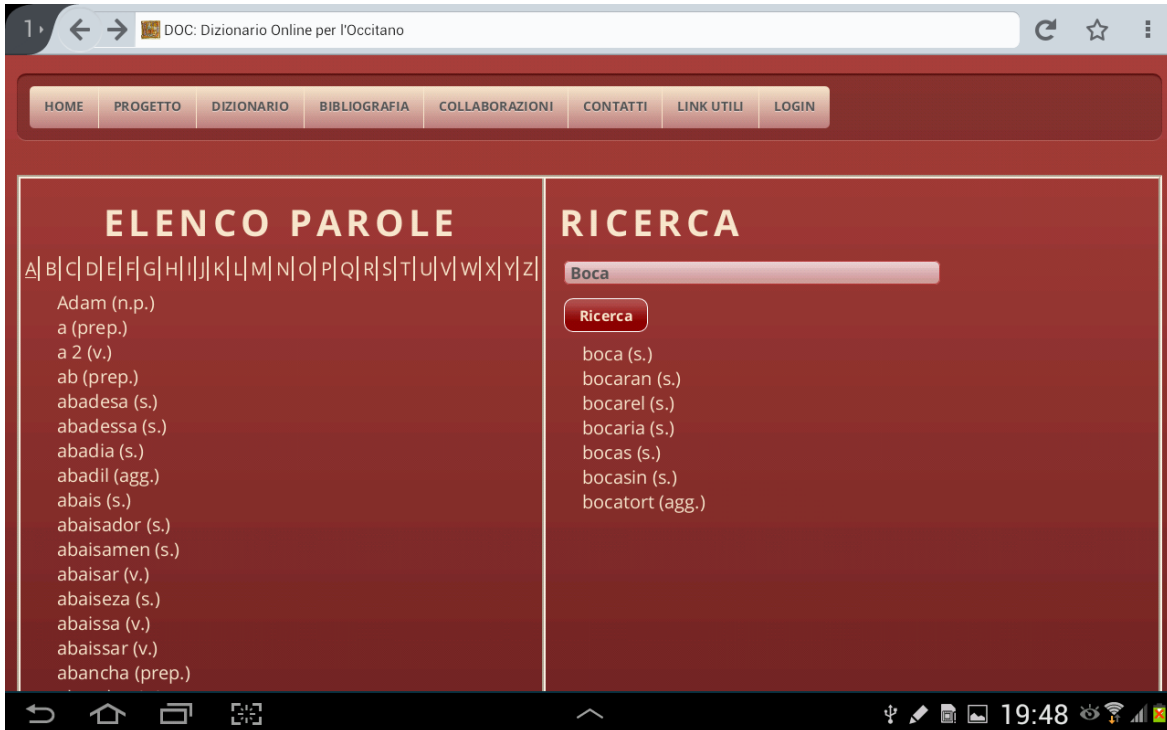 1
DOC: Dizionario Online per l'Occitano
HOME PROGETTO DIZIONARIO BIBLIOGRAFIA COLLABORAZIONI CONTATTI LINK UTILI LOGIN
ELENCO PAROLE
A| B| C| D| E| F| G| H| I| J| K| L| M| N| O| P| Q| R| S| T| U| V| W| X| Y| Z|
Adam (n.p.)
a (prep.)
a 2 (v.)
ab (prep.)
abadesa (s.)
abadessa (s.)
abadia (s.)
abadil (agg.)
abais (s.)
abaisador (s.)
abaisamen (s.)
abaisar (v.)
abaiseza (s.)
abaissa (v.)
abaissar (v.)
abancha (prep.)
RICERCA
Boca
Ricerca
boca (s.)
bocaran (s.)
bocarel (s.)
bocaria (s.)
bocas (s.)
bocasin (s.)
bocatort (agg.)
19:48